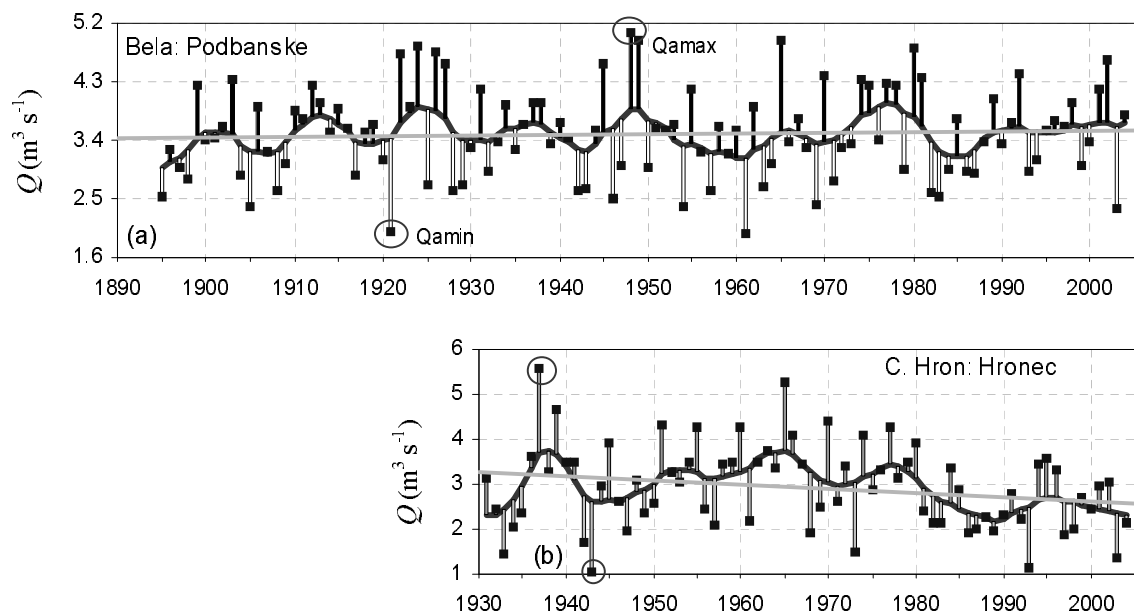 5.2
Bela: Podbanske
Qamax
4.3
3.4
2.5
1.6
Q (m³ s⁻¹)
(a)
Qamin
1890 1900 1910 1920 1930 1940 1950 1960 1970 1980 1990 2000
6
C. Hron: Hronec
5
4
3
2
1
Q (m³ s⁻¹)
(b)
1930 1940 1950 1960 1970 1980 1990 2000